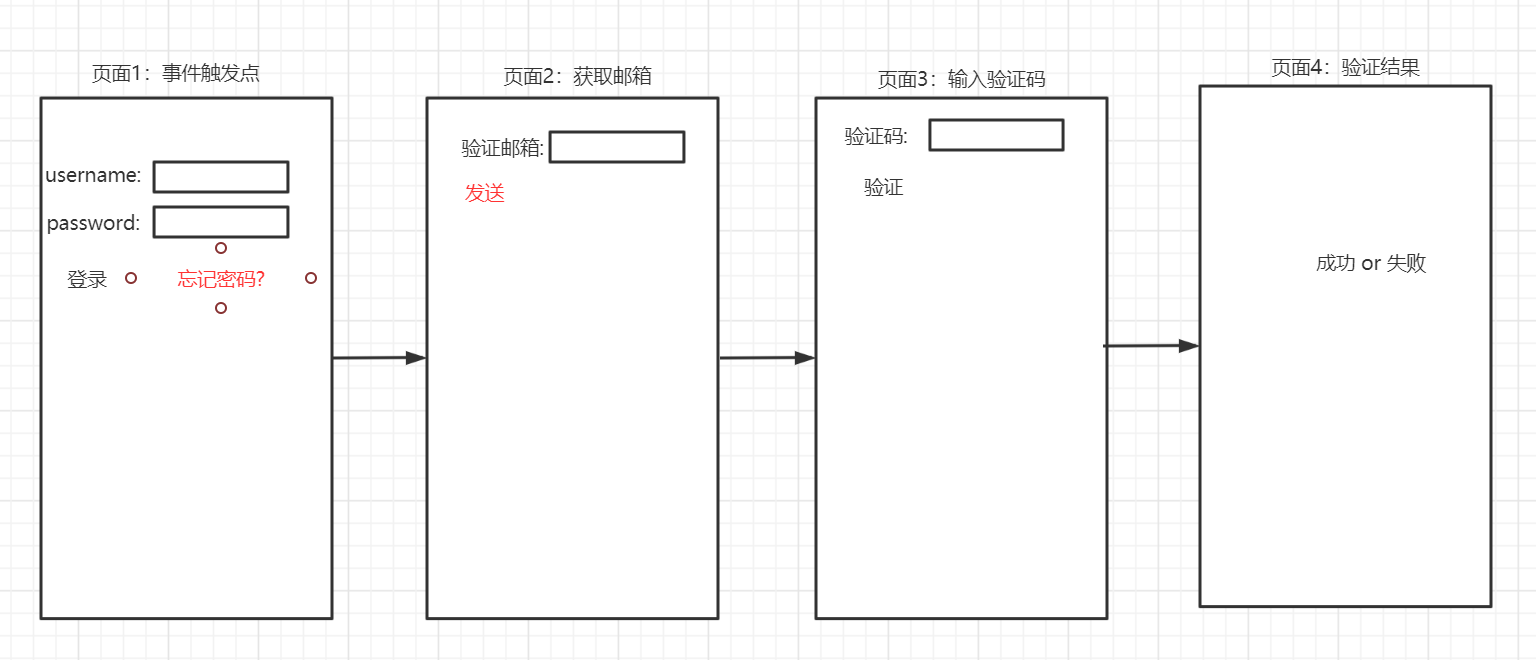 页面1：事件触发点
username:
password:
登录
忘记密码？
页面2：获取邮箱
验证邮箱:
发送
页面3：输入验证码
验证码:
验证
页面4：验证结果
成功 or 失败